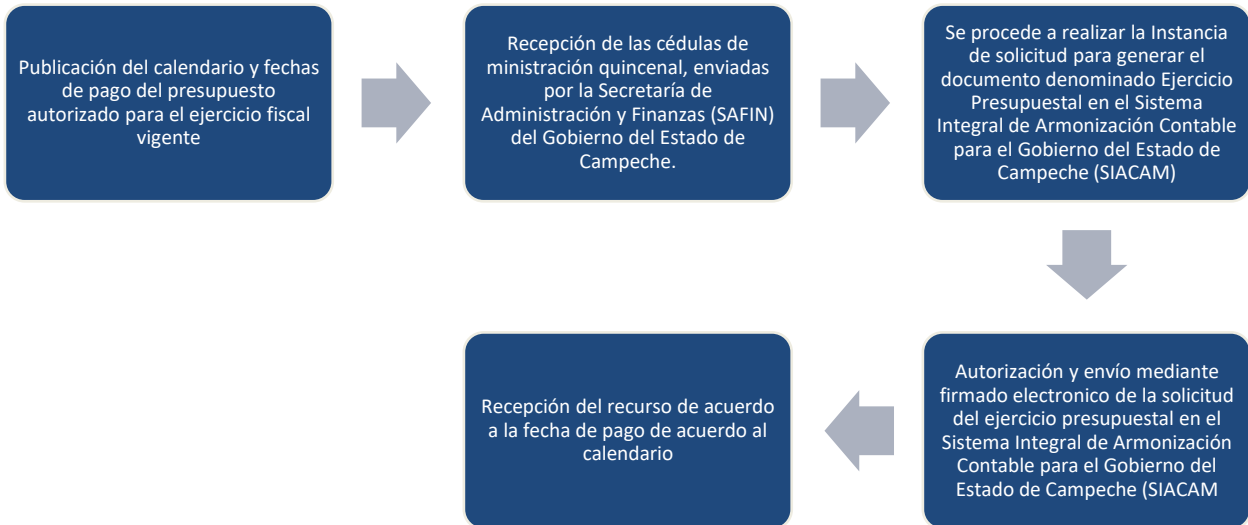 Publicación del calendario y fechas
de pago del presupuesto
autorizado para el ejercicio fiscal
vigente
Recepción de las cédulas de
ministración quincenal, enviadas
por la Secretaría de
Administración y Finanzas (SAFIN)
del Gobierno del Estado de
Campeche.
Se procede a realizar la Instancia
de solicitud para generar el
documento denominado Ejercicio
Presupuestal en el Sistema
Integral de Armonización Contable
para el Gobierno del Estado de
Campeche (SIACAM)
Autorización y envío mediante
firmado electronico de la solicitud
del ejercicio presupuestal en el
Sistema Integral de Armonización
Contable para el Gobierno del
Estado de Campeche (SIACAM
Recepción del recurso de acuerdo
a la fecha de pago de acuerdo al
calendario